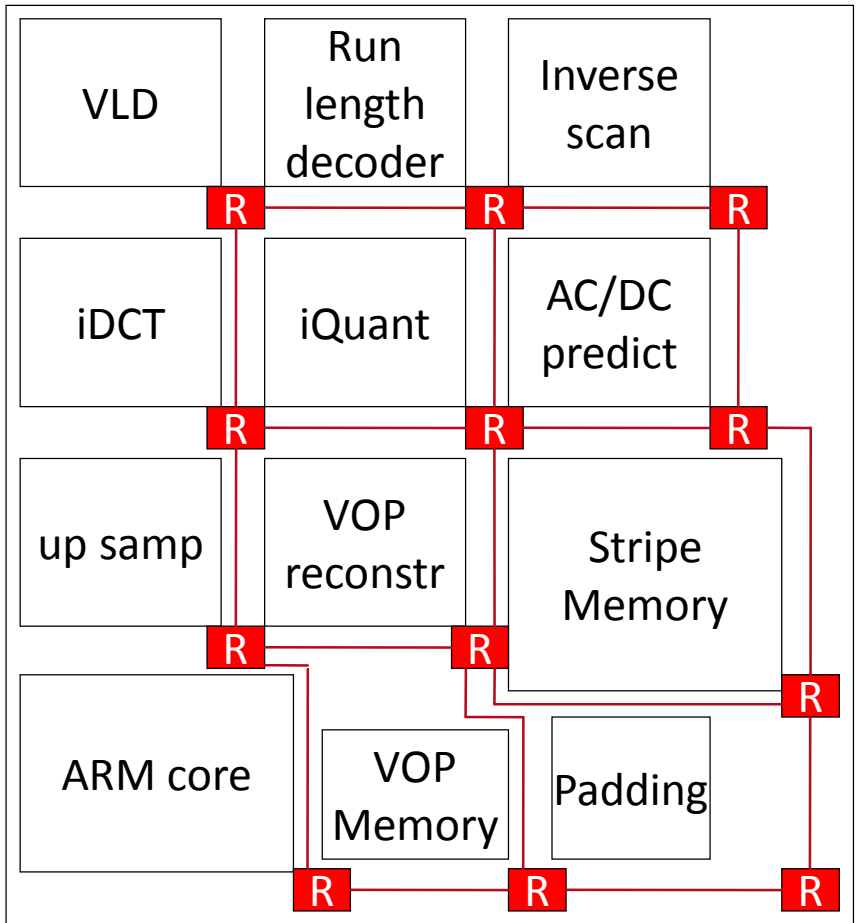 VLD
Run
length
decoder
Inverse
scan
R
R
R
iDCT
iQuant
AC/DC
predict
R
R
R
up samp
VOP
reconstr
Stripe
Memory
R
R
R
ARM core
VOP
Memory
Padding
R
R
R